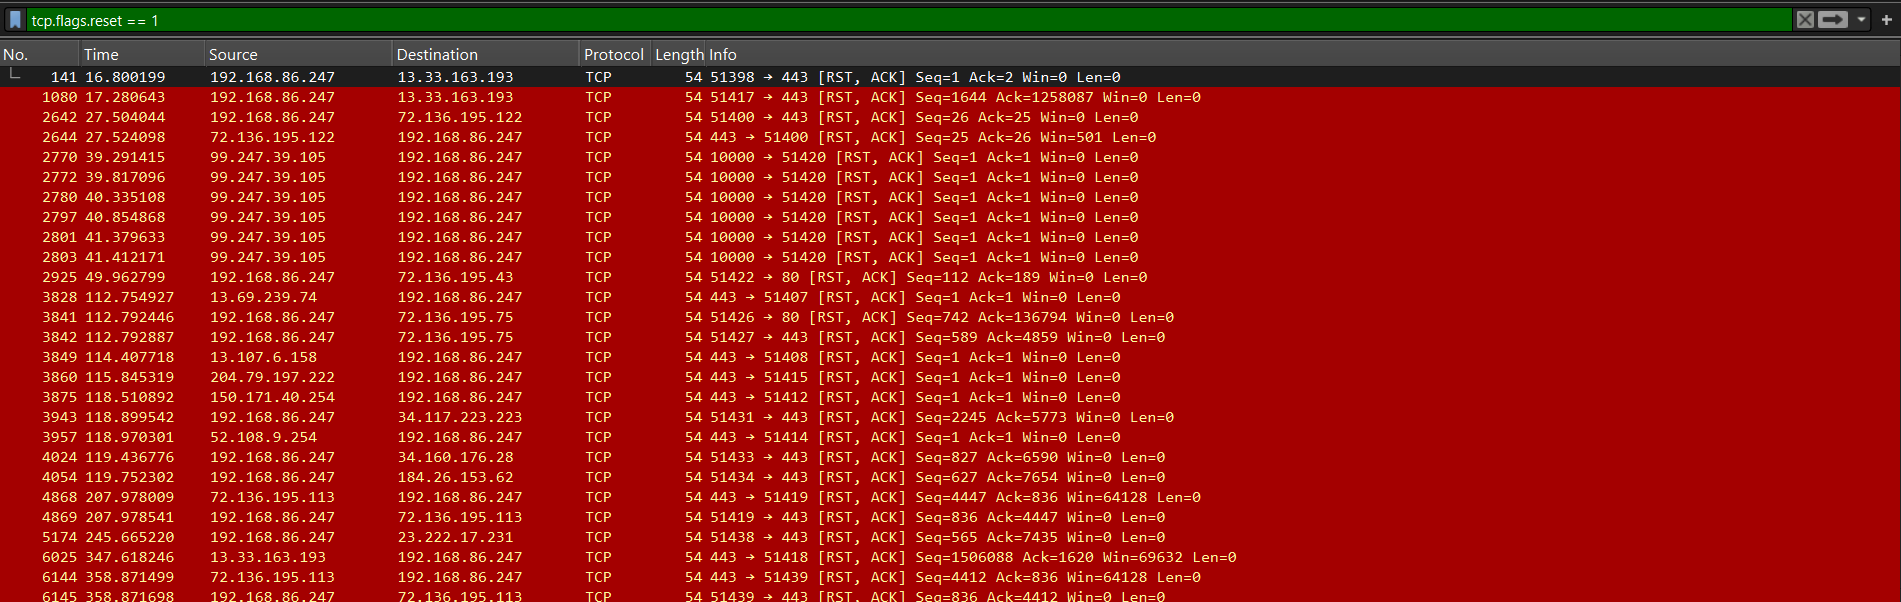 tcp.flags.reset == 1
No. Time Source Destination Protocol Length Info
141 16.800199 192.168.86.247 13.33.163.193 TCP 54 51398 → 443 [RST, ACK] Seq=1 Ack=2 Win=0 Len=0
1080 17.280643 192.168.86.247 13.33.163.193 TCP 54 51417 → 443 [RST, ACK] Seq=1644 Ack=1258087 Win=0 Len=0
2642 27.504044 192.168.86.247 72.136.195.122 TCP 54 51400 → 443 [RST, ACK] Seq=26 Ack=25 Win=0 Len=0
2644 27.524098 72.136.195.122 192.168.86.247 TCP 54 443 → 51400 [RST, ACK] Seq=25 Ack=26 Win=501 Len=0
2770 39.291415 99.247.39.105 192.168.86.247 TCP 54 10000 → 51420 [RST, ACK] Seq=1 Ack=1 Win=0 Len=0
2772 39.817096 99.247.39.105 192.168.86.247 TCP 54 10000 → 51420 [RST, ACK] Seq=1 Ack=1 Win=0 Len=0
2780 40.335108 99.247.39.105 192.168.86.247 TCP 54 10000 → 51420 [RST, ACK] Seq=1 Ack=1 Win=0 Len=0
2797 40.854868 99.247.39.105 192.168.86.247 TCP 54 10000 → 51420 [RST, ACK] Seq=1 Ack=1 Win=0 Len=0
2801 41.379633 99.247.39.105 192.168.86.247 TCP 54 10000 → 51420 [RST, ACK] Seq=1 Ack=1 Win=0 Len=0
2803 41.412171 99.247.39.105 192.168.86.247 TCP 54 10000 → 51420 [RST, ACK] Seq=1 Ack=1 Win=0 Len=0
2925 49.962799 192.168.86.247 72.136.195.43 TCP 54 51422 → 80 [RST, ACK] Seq=112 Ack=189 Win=0 Len=0
3828 112.754927 13.69.239.74 192.168.86.247 TCP 54 443 → 51407 [RST, ACK] Seq=1 Ack=1 Win=0 Len=0
3841 112.792446 192.168.86.247 72.136.195.75 TCP 54 51426 → 80 [RST, ACK] Seq=742 Ack=136794 Win=0 Len=0
3842 112.792887 192.168.86.247 72.136.195.75 TCP 54 51427 → 443 [RST, ACK] Seq=589 Ack=4859 Win=0 Len=0
3849 114.407718 13.107.6.158 192.168.86.247 TCP 54 443 → 51408 [RST, ACK] Seq=1 Ack=1 Win=0 Len=0
3860 115.845319 204.79.197.222 192.168.86.247 TCP 54 443 → 51415 [RST, ACK] Seq=1 Ack=1 Win=0 Len=0
3875 118.510892 150.171.40.254 192.168.86.247 TCP 54 443 → 51412 [RST, ACK] Seq=1 Ack=1 Win=0 Len=0
3943 118.899542 192.168.86.247 34.117.223.223 TCP 54 51431 → 443 [RST, ACK] Seq=2245 Ack=5773 Win=0 Len=0
3957 118.970301 52.108.9.254 192.168.86.247 TCP 54 443 → 51414 [RST, ACK] Seq=1 Ack=1 Win=0 Len=0
4024 119.436776 192.168.86.247 34.160.176.28 TCP 54 51433 → 443 [RST, ACK] Seq=827 Ack=6590 Win=0 Len=0
4054 119.752302 192.168.86.247 184.26.153.62 TCP 54 51434 → 443 [RST, ACK] Seq=627 Ack=7654 Win=0 Len=0
4868 207.978009 72.136.195.113 192.168.86.247 TCP 54 443 → 51419 [RST, ACK] Seq=4447 Ack=836 Win=64128 Len=0
4869 207.978541 192.168.86.247 72.136.195.113 TCP 54 51419 → 443 [RST, ACK] Seq=836 Ack=4447 Win=0 Len=0
5174 245.665220 192.168.86.247 23.222.17.231 TCP 54 51438 → 443 [RST, ACK] Seq=565 Ack=7435 Win=0 Len=0
6025 347.618246 13.33.163.193 192.168.86.247 TCP 54 443 → 51418 [RST, ACK] Seq=1506088 Ack=1620 Win=69632 Len=0
6144 358.871499 72.136.195.113 192.168.86.247 TCP 54 443 → 51439 [RST, ACK] Seq=4412 Ack=836 Win=64128 Len=0
6145 358.871698 192.168.86.247 72.136.195.113 TCP 54 51439 → 443 [RST, ACK] Seq=836 Ack=4412 Win=0 Len=0